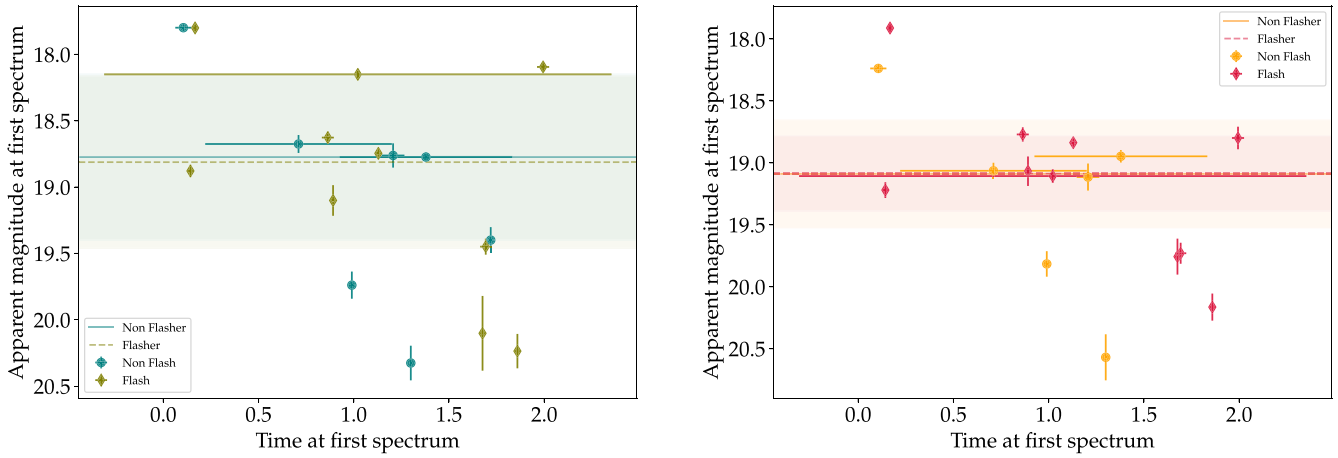 Apparent magnitude at first spectrum
18.0
18.5
19.0
19.5
20.0
20.5
Non Flasher
Flasher
Non Flash
Flash
0.0 0.5 1.0 1.5 2.0
Time at first spectrum
Apparent magnitude at first spectrum
18.0
18.5
19.0
19.5
20.0
20.5
Non Flasher
Flasher
Non Flash
Flash
0.0 0.5 1.0 1.5 2.0
Time at first spectrum